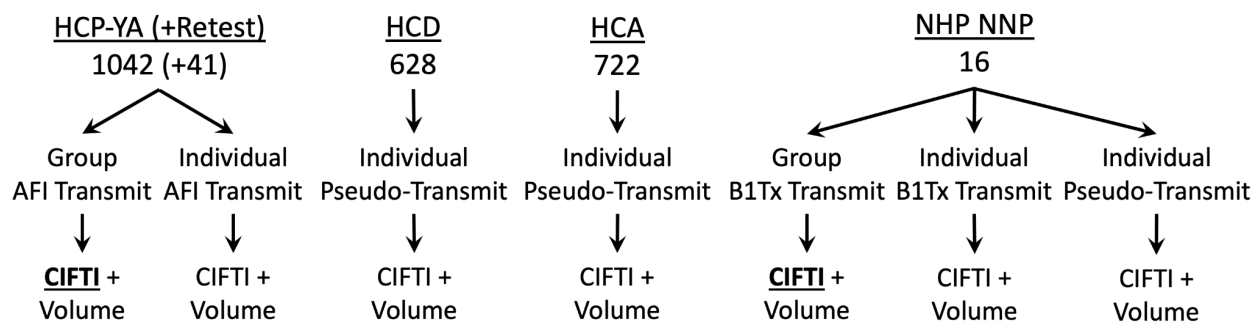 HCP-YA (+Retest)
1042 (+41)
Group
AFI Transmit
CIFTI +
Volume
Individual
AFI Transmit
CIFTI +
Volume
HCD
628
Individual
Pseudo-Transmit
CIFTI +
Volume
HCA
722
Individual
Pseudo-Transmit
CIFTI +
Volume
NHP NNP
16
Group
B1Tx Transmit
CIFTI +
Volume
Individual
B1Tx Transmit
CIFTI +
Volume
Individual
Pseudo-Transmit
CIFTI +
Volume